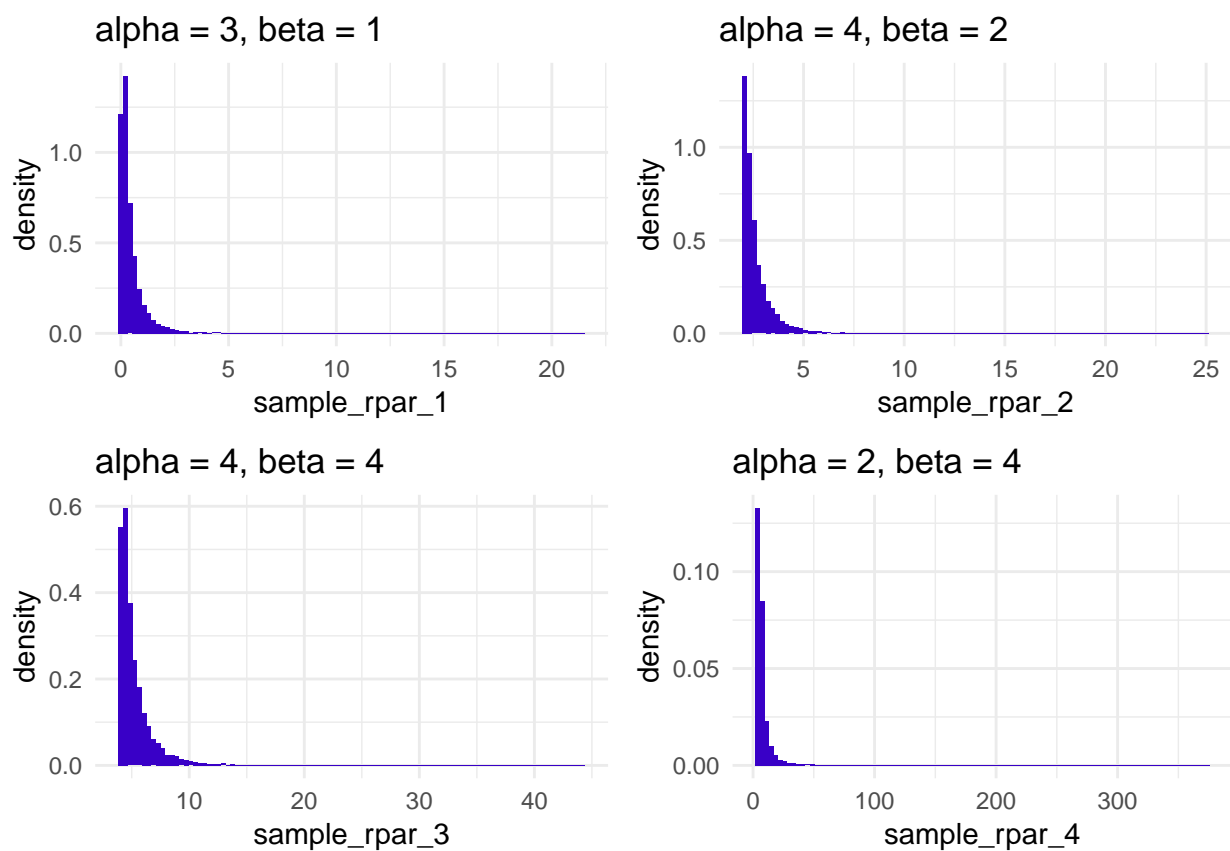 alpha = 3, beta = 1
density
1.0
0.5
0.0
0 5 10 15 20
sample_rpar_1
alpha = 4, beta = 2
density
1.0
0.5
0.0
5 10 15 20 25
sample_rpar_2
alpha = 4, beta = 4
density
0.6
0.4
0.2
0.0
10 20 30 40
sample_rpar_3
alpha = 2, beta = 4
density
0.10
0.05
0.00
0 100 200 300
sample_rpar_4